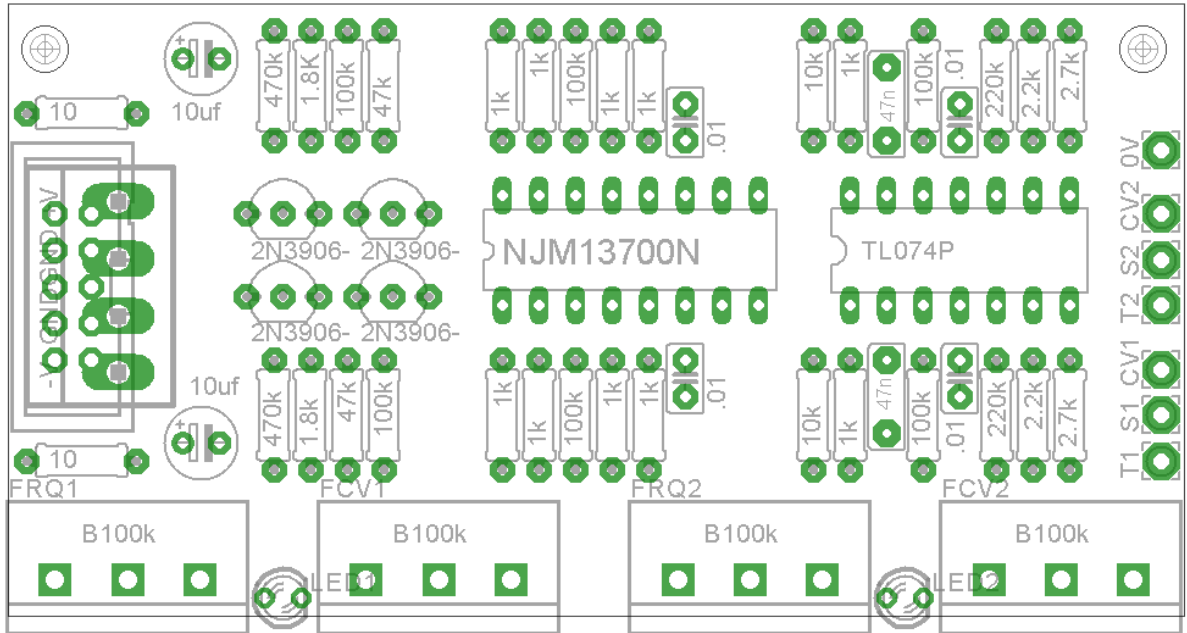 10
+
10uf
470k
1.8K
100k
47k
1k
1k
100k
1k
1k
.01
10k
1k
47n
100k
.01
220k
2.2k
2.7k
-V GND GND +V
2N3906-
2N3906-
2N3906-
2N3906-
NJM13700N
TL074P
0V
CV2
S2
T2
CV1
S1
T1
10uf
+
10
470k
1.8k
47k
100k
1k
1k
100k
1k
1k
.01
10k
1k
47n
100k
.01
220k
2.2k
2.7k
FRQ1
FCV1
FRQ2
FCV2
B100k
B100k
B100k
B100k
LED1
LED2